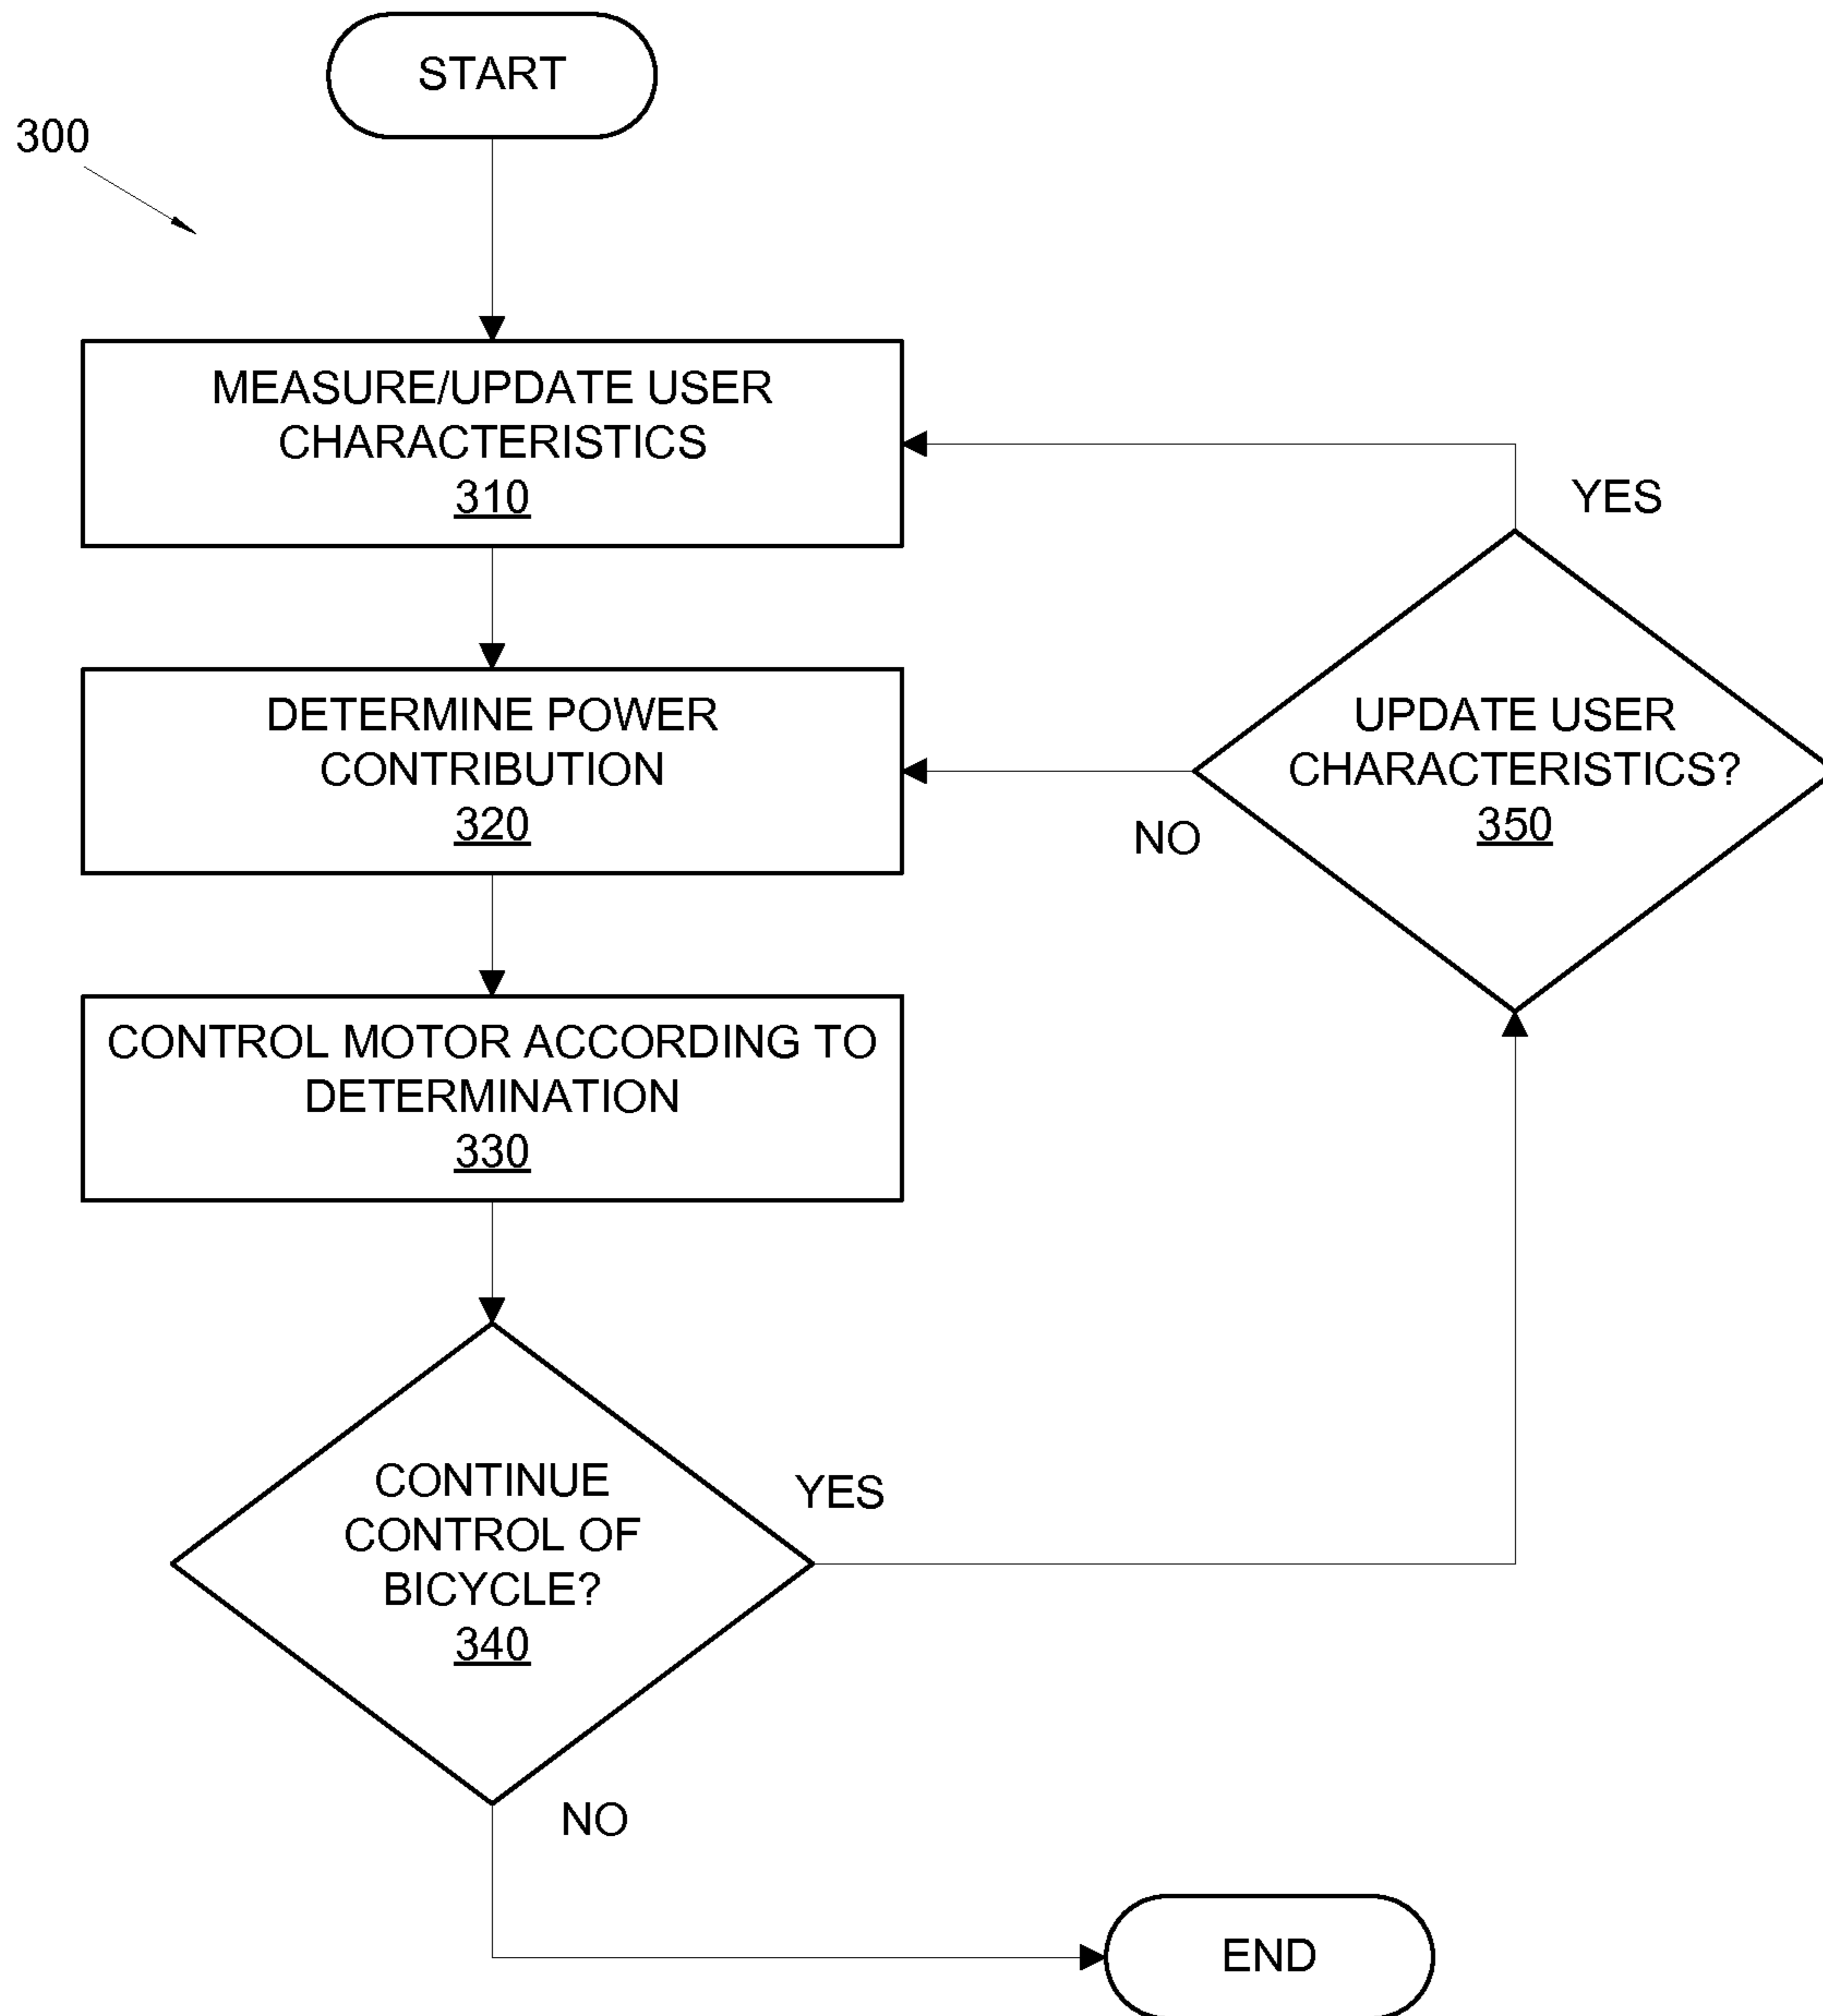 START
300
MEASURE/UPDATE USER
CHARACTERISTICS
310
YES
DETERMINE POWER
CONTRIBUTION
320
UPDATE USER
CHARACTERISTICS?
350
NO
CONTROL MOTOR ACCORDING TO
DETERMINATION
330
CONTINUE
CONTROL OF
BICYCLE?
340
YES
NO
END